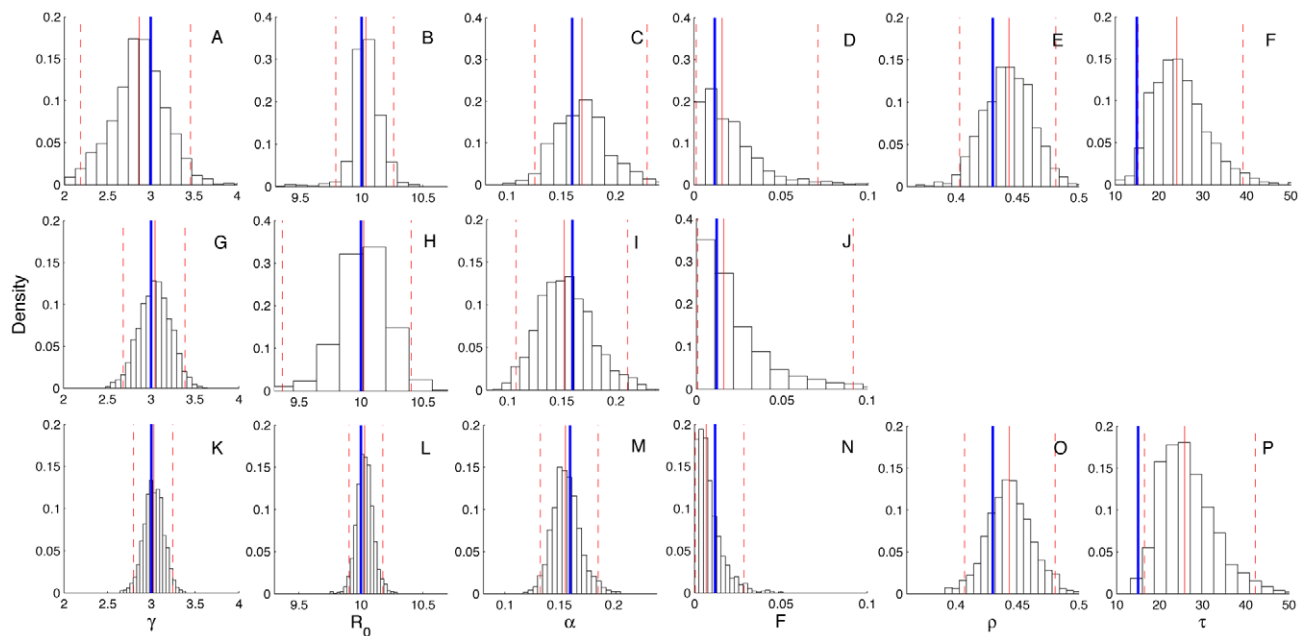 0.2 0.4 0.4 0.4 0.2 0.2
A B C D E F
0.15 0.3 0.3 0.3 0.15 0.15
0.1 0.2 0.2 0.2 0.1 0.1
0.05 0.1 0.1 0.1 0.05 0.05
0 0 0 0 0 0
2 2.5 3 3.5 4 9.5 10 10.5 0.1 0.15 0.2 0 0.05 0.1 0.4 0.45 0.5 10 20 30 40 50
0.2 0.4 0.2 0.4
G H I J
0.15 0.3 0.15 0.3
Density
0.1 0.2 0.1 0.2
0.05 0.1 0.05 0.1
0 0 0 0
2 2.5 3 3.5 4 9.5 10 10.5 0.1 0.15 0.2 0 0.05 0.1
0.2 0.2 0.2 0.2 0.2 0.2
K L M N O P
0.15 0.15 0.15 0.15 0.15 0.15
0.1 0.1 0.1 0.1 0.1 0.1
0.05 0.05 0.05 0.05 0.05 0.05
0 0 0 0 0 0
2 2.5 3 3.5 4 9.5 10 10.5 0.1 0.15 0.2 0 0.05 0.1 0.4 0.45 0.5 10 20 30 40 50
γ R₀ α F ρ τ